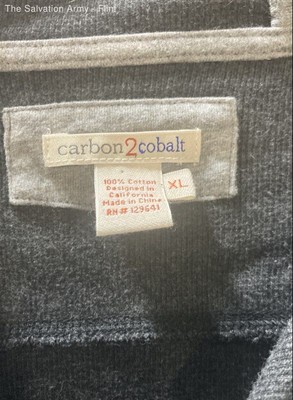 The Salvation Army - Flint
carbon2cobalt
100% Cotton
Designed in
California
Made in China
RN# 129641
XL